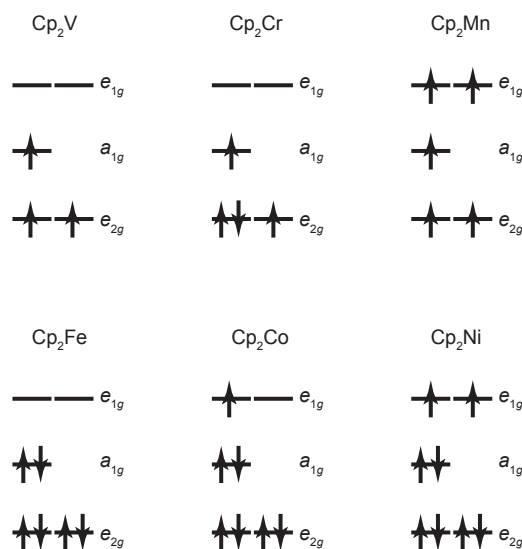 Cp₂V Cp₂Cr Cp₂Mn
e₁g e₁g e₁g
a₁g a₁g a₁g
e₂g e₂g e₂g
Cp₂Fe Cp₂Co Cp₂Ni
e₁g e₁g e₁g
a₁g a₁g a₁g
e₂g e₂g e₂g